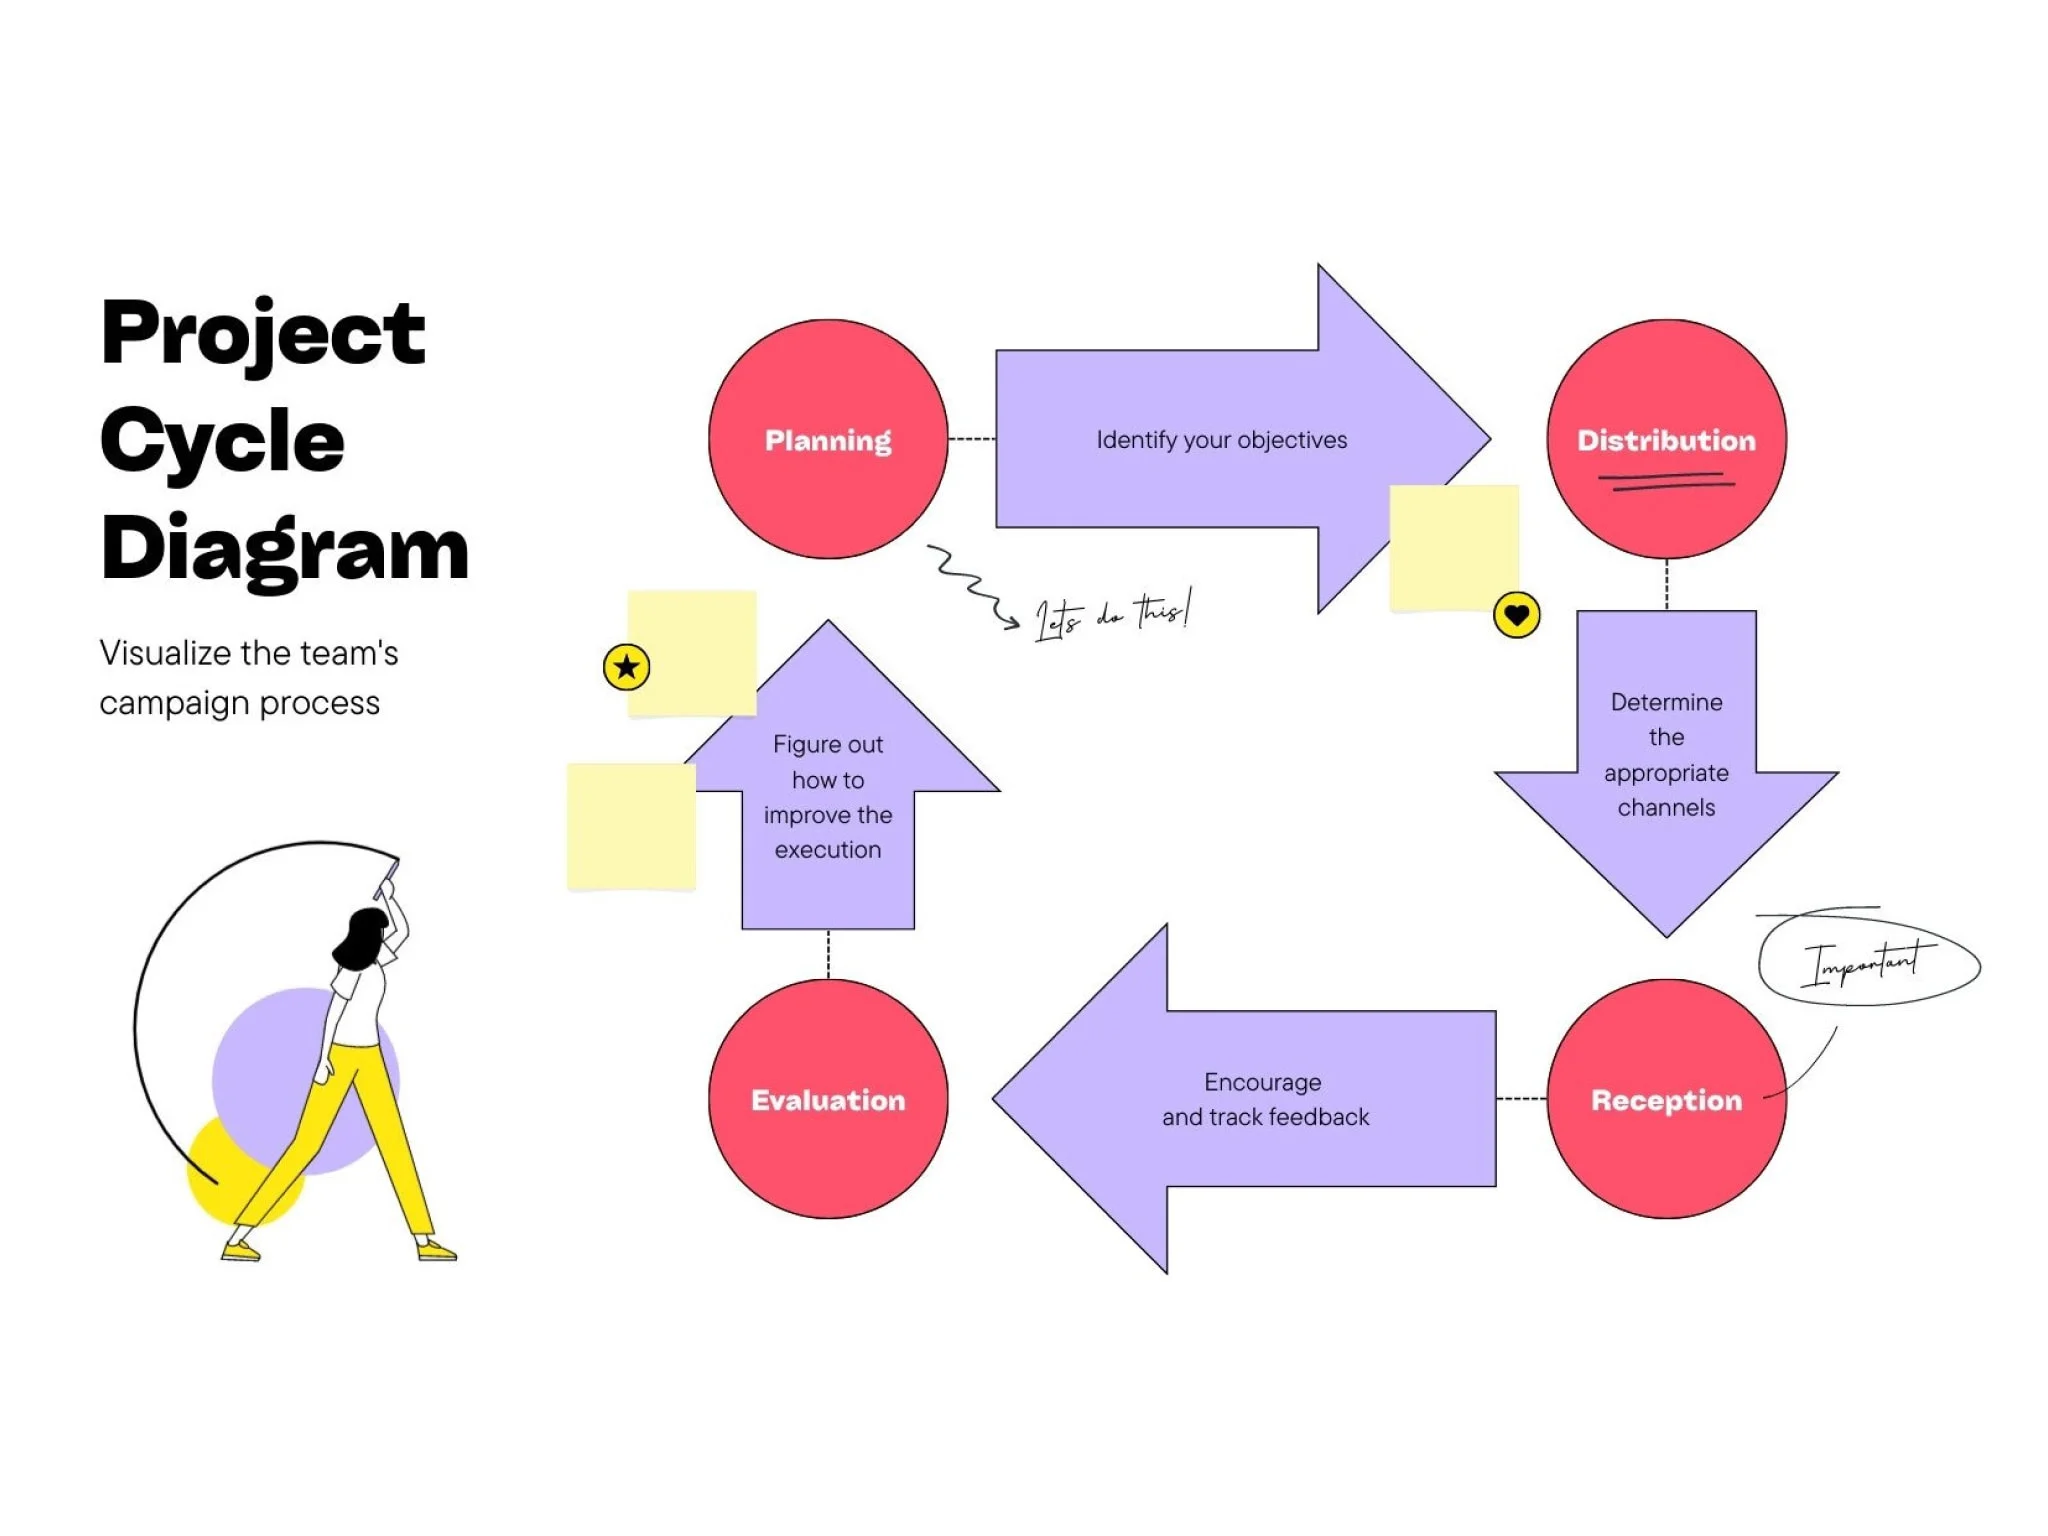 Project
Cycle
Diagram
Visualize the team's
campaign process
Planning
Identify your objectives
Distribution
Let's do this!
Determine
the
appropriate
channels
Important
Reception
Encourage
and track feedback
Evaluation
Figure out
how to
improve the
execution